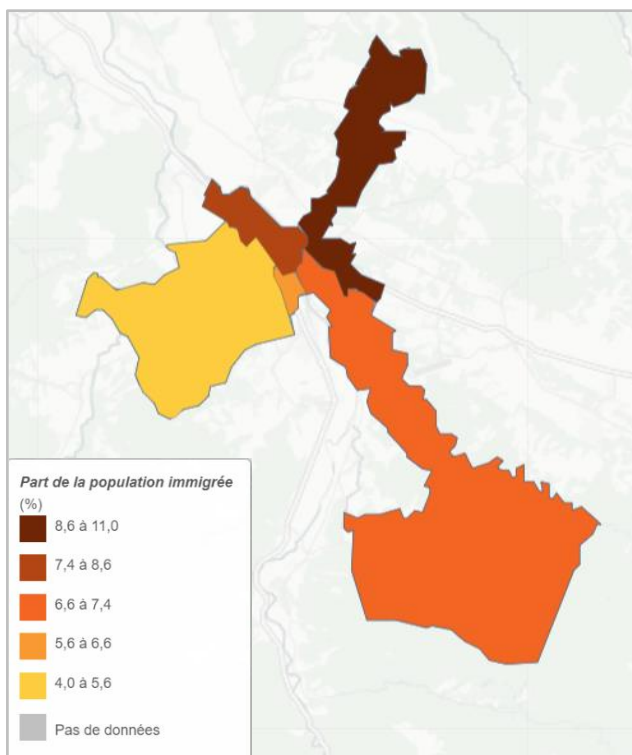 Part de la population immigrée
(%)
8,6 à 11,0
7,4 à 8,6
6,6 à 7,4
5,6 à 6,6
4,0 à 5,6
Pas de données